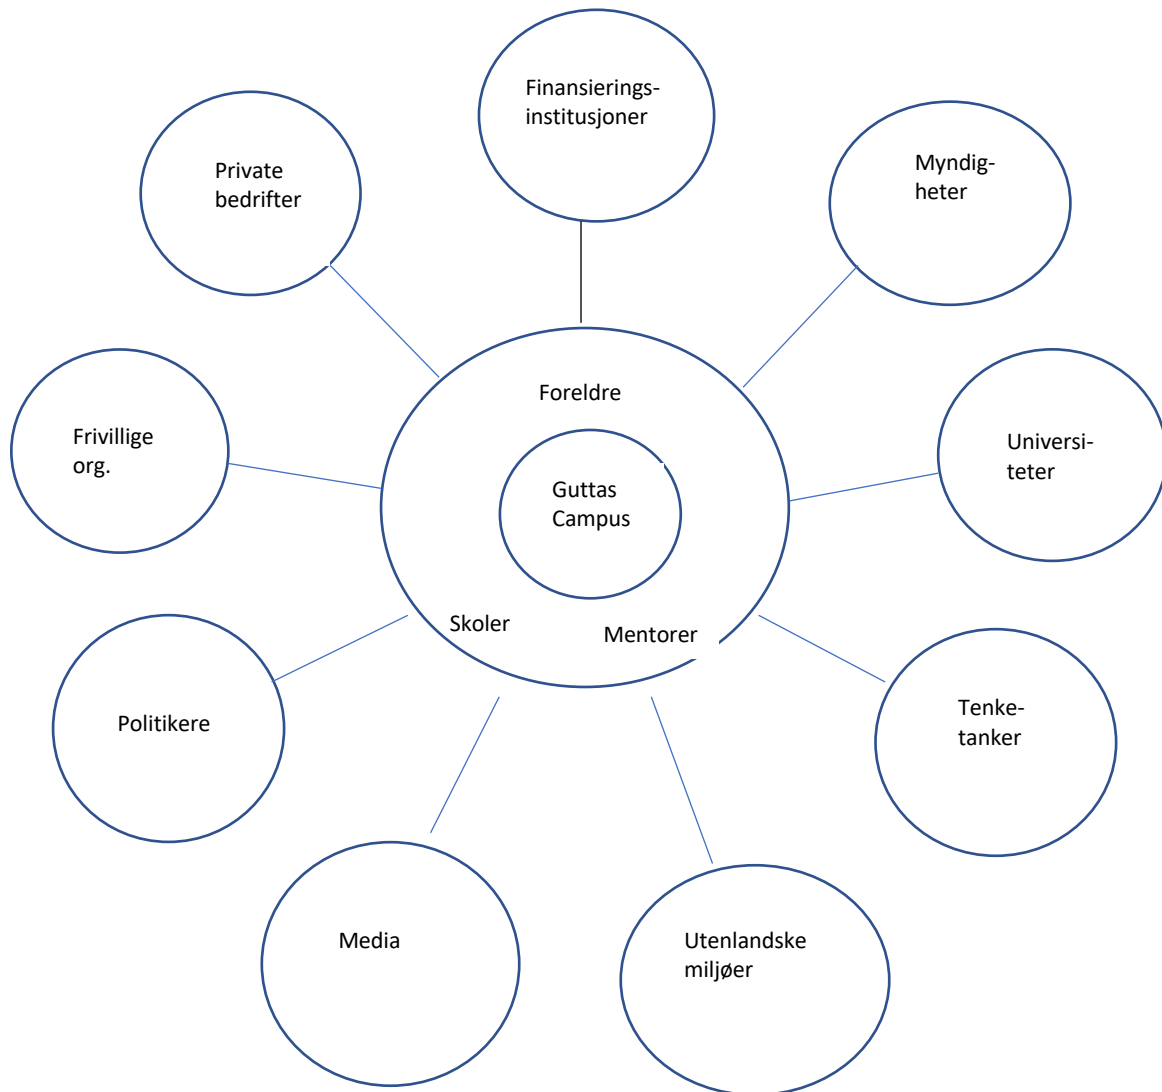 Finansierings-
institusjoner
Private
bedrifter
Myndig-
heter
Foreldre
Frivillige
org.
Universi-
teter
Guttas
Campus
Skoler
Mentorer
Politikere
Tenke-
tanker
Media
Utenlandske
miljøer